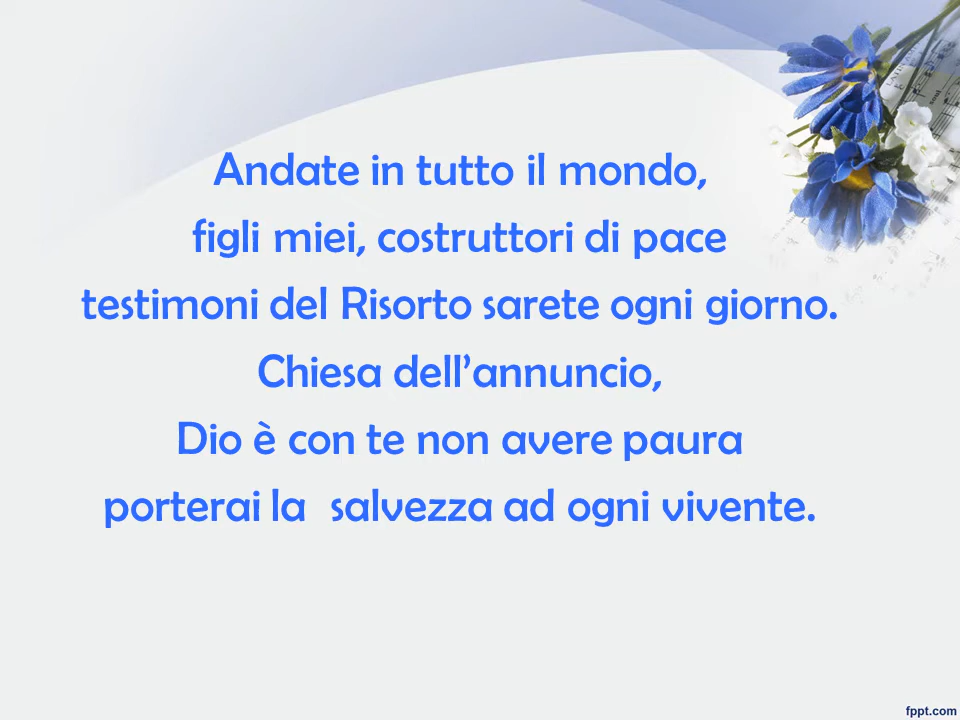 Andate in tutto il mondo,
figli miei, costruttori di pace
testimoni del Risorto sarete ogni giorno.
Chiesa dell’annuncio,
Dio è con te non avere paura
porterai la  salvezza ad ogni vivente.
fppt.com